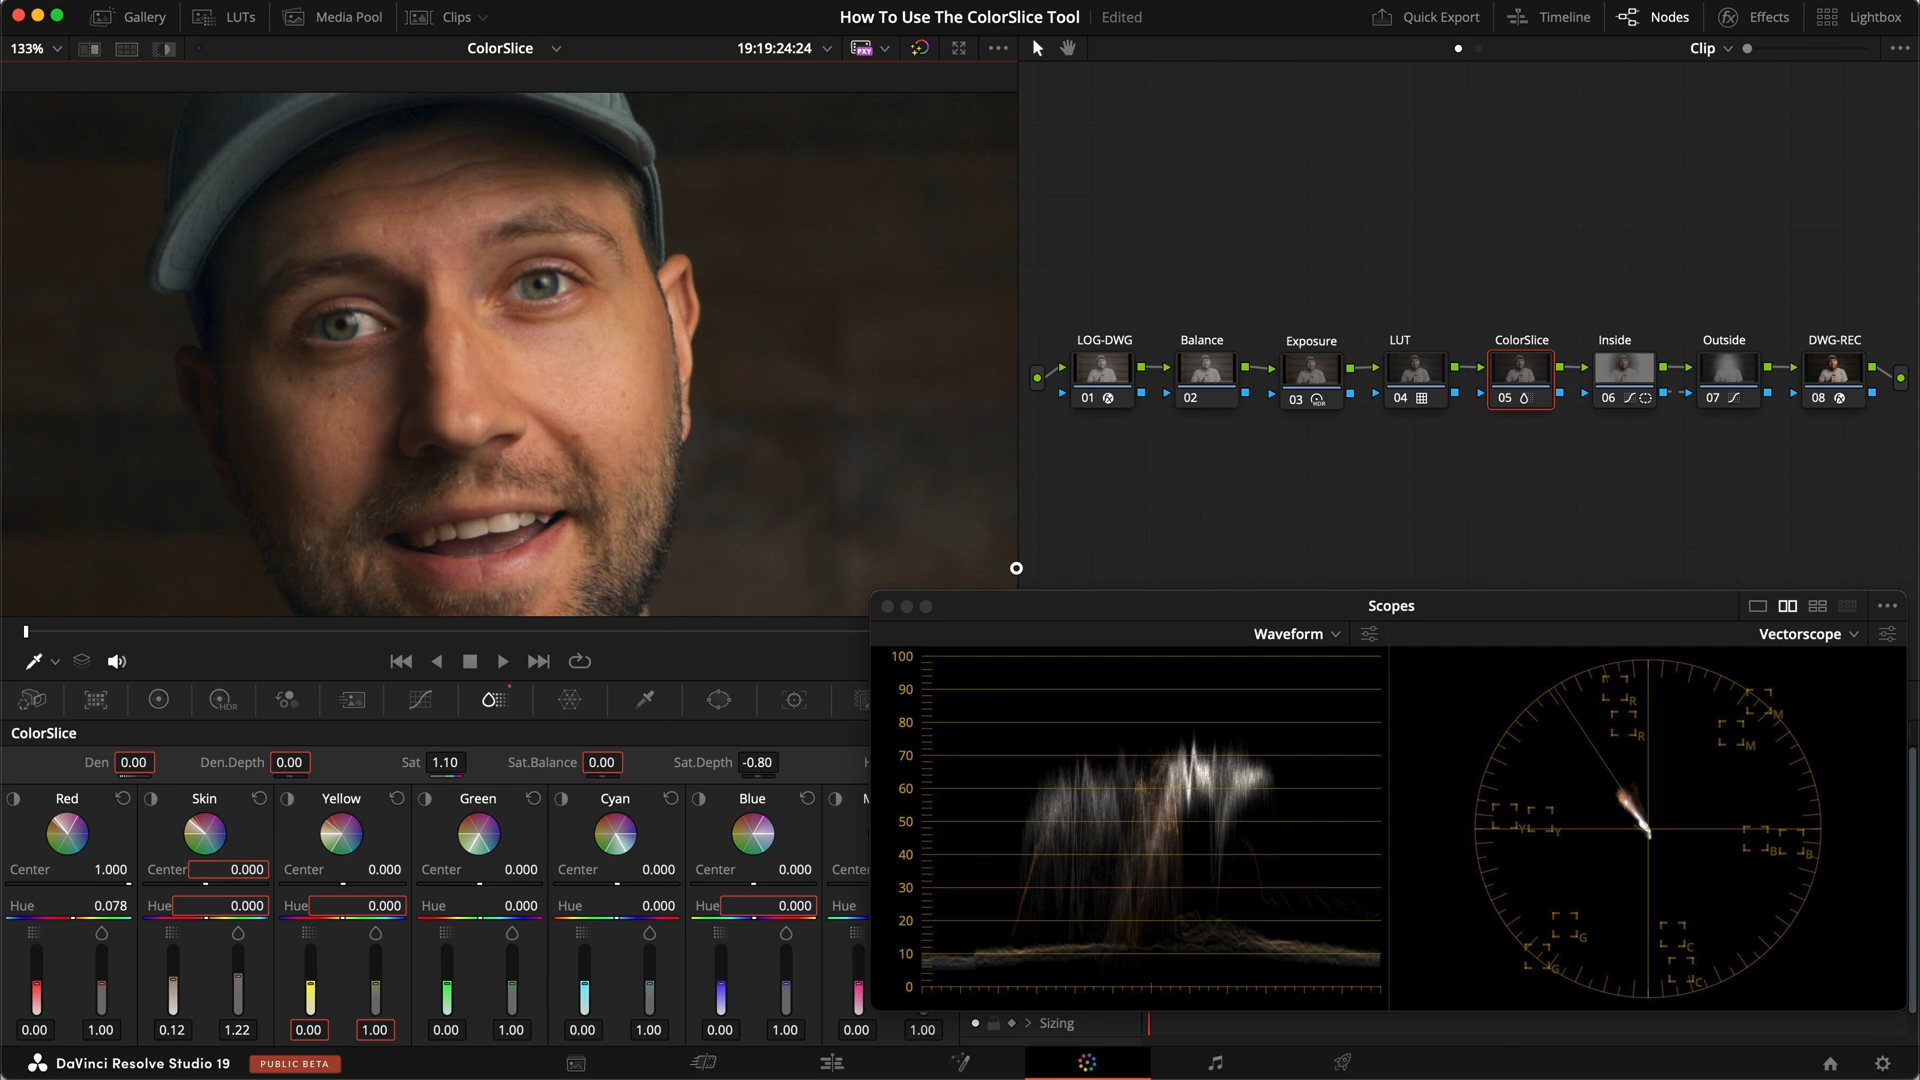 Gallery LUTs Media Pool Clips How To Use The ColorSlice Tool Edited Quick Export Timeline Nodes Effects Lightbox
133% ColorSlice 19:19:24:24 PXY Clip
LOG-DWG Balance Exposure LUT ColorSlice Inside Outside DWG-REC
01 02 03 HDR 04 05 06 07 08
Scopes
Waveform Vectorscope
100
90
80
70
60
50
40
30
20
10
0
R
R
M
M
Y Y
B B
G
G
C
C
HDR
ColorSlice
Den 0.00 Den.Depth 0.00 Sat 1.10 Sat.Balance 0.00 Sat.Depth -0.80 H
Red Skin Yellow Green Cyan Blue M
Center 1.000 Center 0.000 Center 0.000 Center 0.000 Center 0.000 Center 0.000 Cente
Hue 0.078 Hue 0.000 Hue 0.000 Hue 0.000 Hue 0.000 Hue 0.000 Hue
0.00 1.00 0.12 1.22 0.00 1.00 0.00 1.00 0.00 1.00 0.00 1.00 0.00 1.00
Sizing
DaVinci Resolve Studio 19 PUBLIC BETA